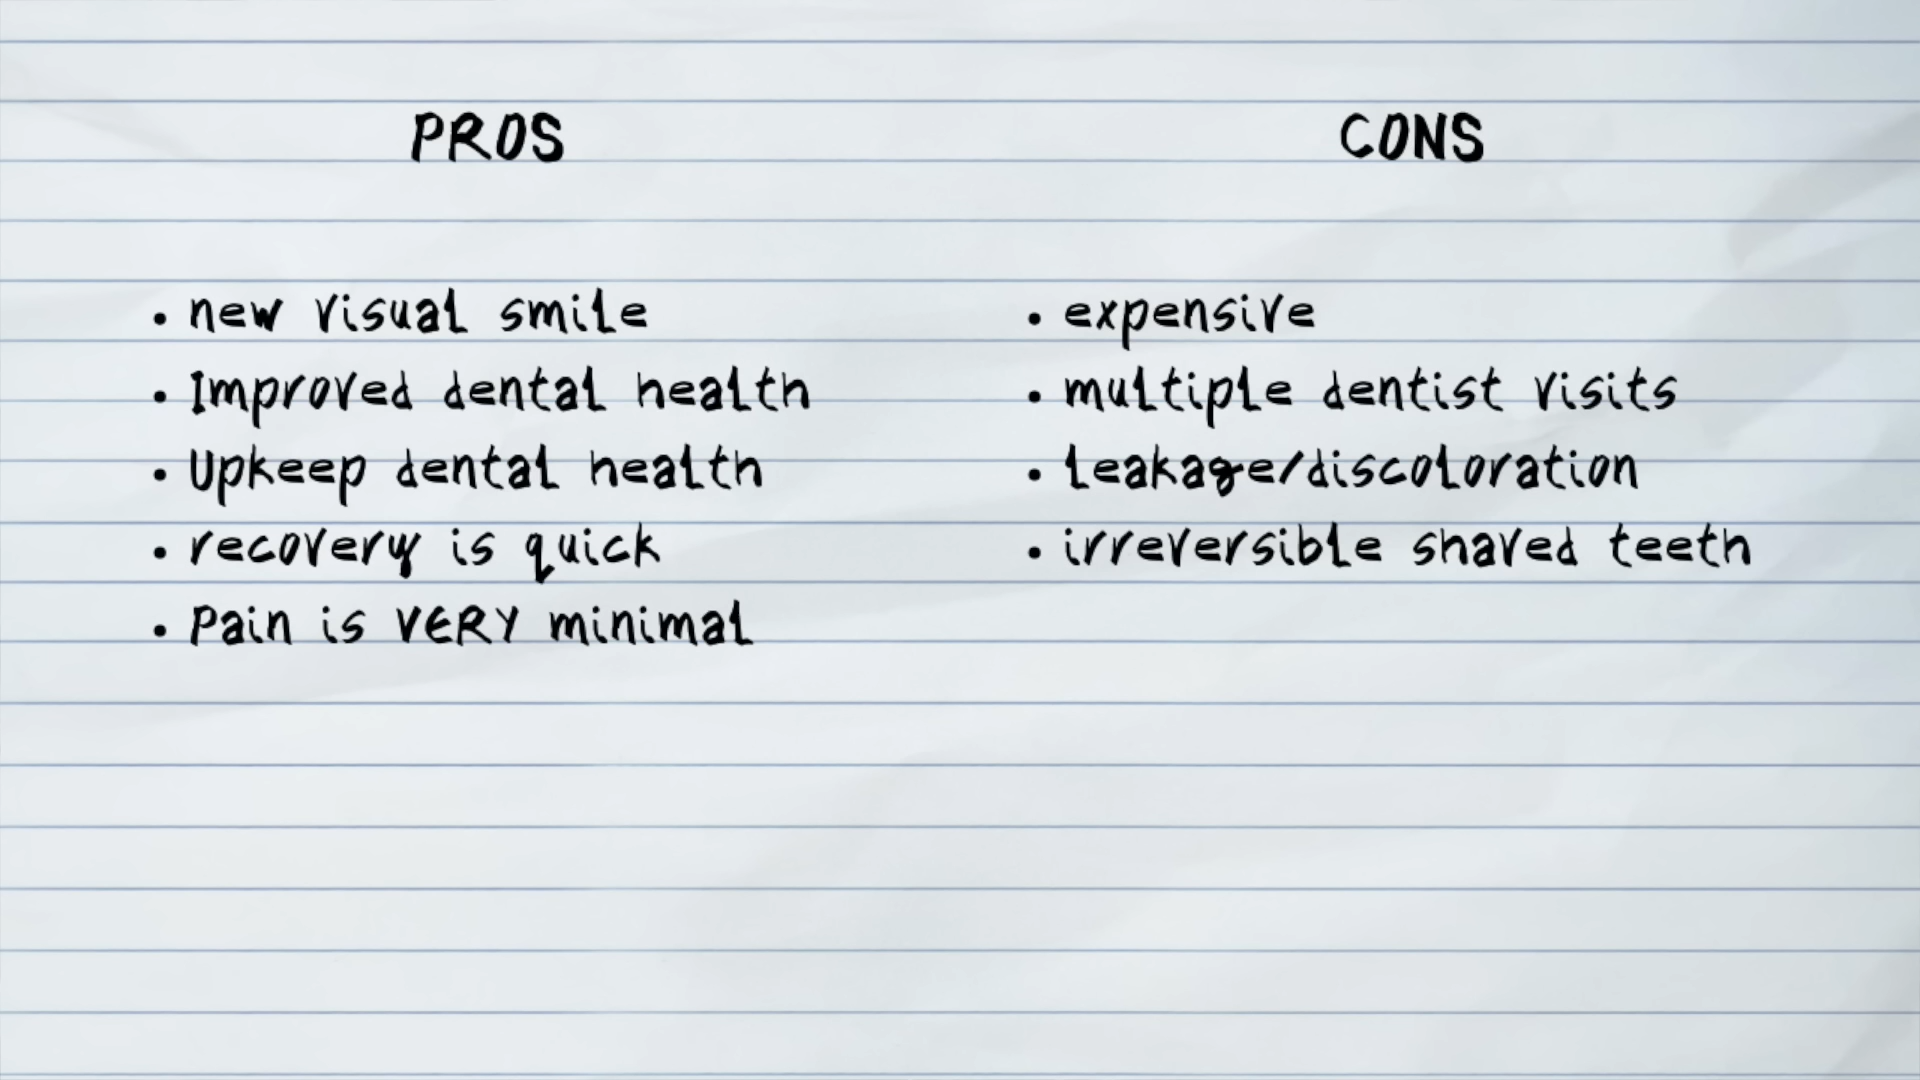 PROS
CONS
• new visual smile
• Improved dental health
• Upkeep dental health
• recovery is quick
• Pain is VERY minimal
• expensive
• multiple dentist visits
• leakage/discoloration
• irreversible shaved teeth